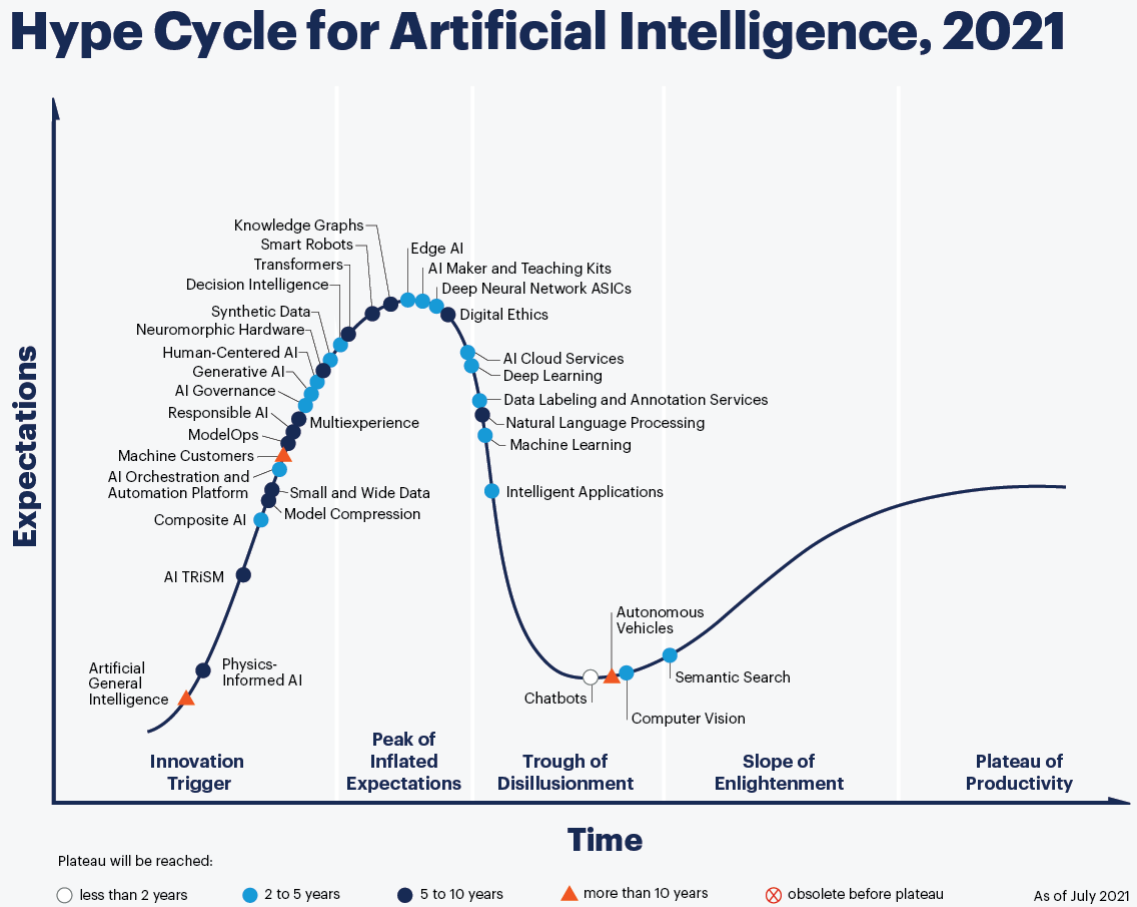 Hype Cycle for Artificial Intelligence, 2021
Expectations
Knowledge Graphs
Smart Robots
Transformers
Decision Intelligence
Synthetic Data
Neuromorphic Hardware
Human-Centered AI
Generative AI
AI Governance
Responsible AI
Multiexperience
ModelOps
Machine Customers
AI Orchestration and
Automation Platform
Small and Wide Data
Model Compression
Composite AI
AI TRiSM
Physics-
Informed AI
Artificial
General
Intelligence
Edge AI
AI Maker and Teaching Kits
Deep Neural Network ASICs
Digital Ethics
AI Cloud Services
Deep Learning
Data Labeling and Annotation Services
Natural Language Processing
Machine Learning
Intelligent Applications
Autonomous
Vehicles
Chatbots
Computer Vision
Semantic Search
Innovation
Trigger
Peak of
Inflated
Expectations
Trough of
Disillusionment
Slope of
Enlightenment
Plateau of
Productivity
Time
Plateau will be reached:
less than 2 years
2 to 5 years
5 to 10 years
more than 10 years
obsolete before plateau
As of July 2021